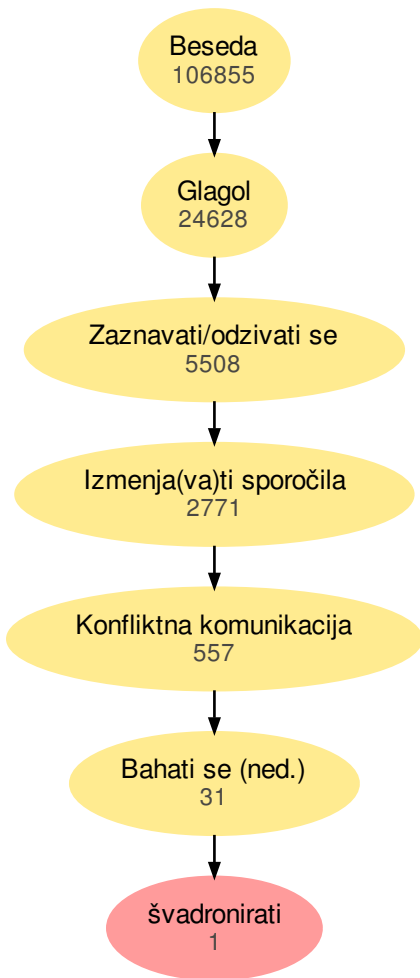 Beseda
106855
Glagol
24628
Zaznavati/odzivati se
5508
Izmenja(va)ti sporočila
2771
Konfliktna komunikacija
557
Bahati se (ned.)
31
švadronirati
1